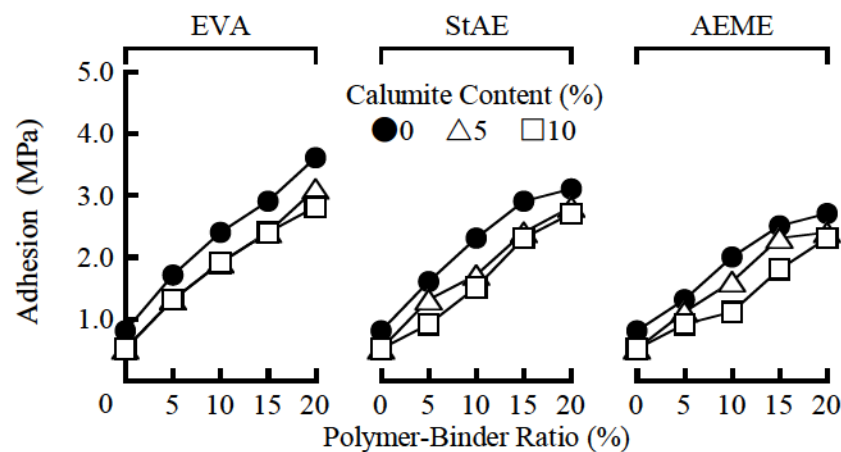 EVA StAE AEME
5.0
Calumite Content (%)
0 5 10
4.0
3.0
2.0
1.0
0
Adhesion (MPa)
0 5 10 15 20 0 5 10 15 20 0 5 10 15 20
Polymer-Binder Ratio (%)